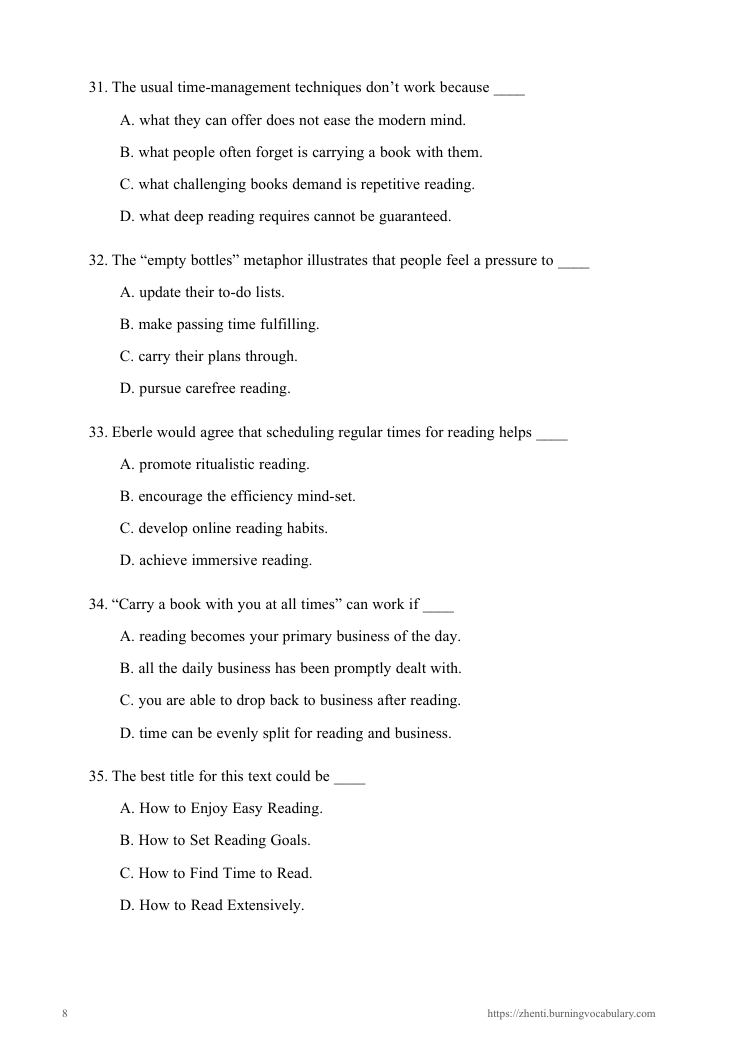 31. The usual time-management techniques don’t work because ____
A. what they can offer does not ease the modern mind.
B. what people often forget is carrying a book with them.
C. what challenging books demand is repetitive reading.
D. what deep reading requires cannot be guaranteed.
32. The “empty bottles” metaphor illustrates that people feel a pressure to ____
A. update their to-do lists.
B. make passing time fulfilling.
C. carry their plans through.
D. pursue carefree reading.
33. Eberle would agree that scheduling regular times for reading helps ____
A. promote ritualistic reading.
B. encourage the efficiency mind-set.
C. develop online reading habits.
D. achieve immersive reading.
34. “Carry a book with you at all times” can work if ____
A. reading becomes your primary business of the day.
B. all the daily business has been promptly dealt with.
C. you are able to drop back to business after reading.
D. time can be evenly split for reading and business.
35. The best title for this text could be ____
A. How to Enjoy Easy Reading.
B. How to Set Reading Goals.
C. How to Find Time to Read.
D. How to Read Extensively.
8 https://zhenti.burningvocabulary.com